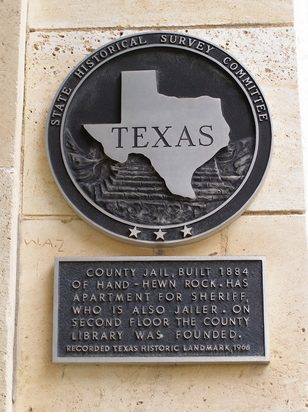 STATE HISTORICAL SURVEY COMMITTEE
TEXAS
W.A.Z
COUNTY JAIL, BUILT 1884
OF HAND-HEWN ROCK. HAS
APARTMENT FOR SHERIFF,
WHO IS ALSO JAILER. ON
SECOND FLOOR THE COUNTY
LIBRARY WAS FOUNDED.
RECORDED TEXAS HISTORIC LANDMARK, 1966